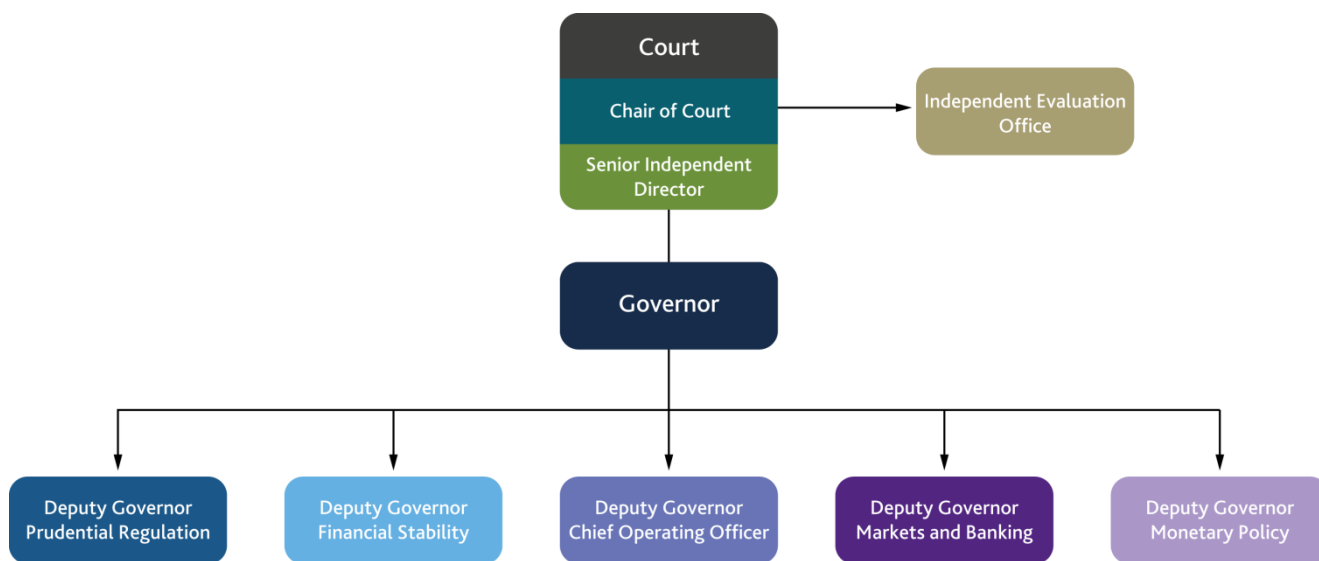 Court
Chair of Court
Independent Evaluation
Office
Senior Independent
Director
Governor
Deputy Governor
Prudential Regulation
Deputy Governor
Financial Stability
Deputy Governor
Chief Operating Officer
Deputy Governor
Markets and Banking
Deputy Governor
Monetary Policy